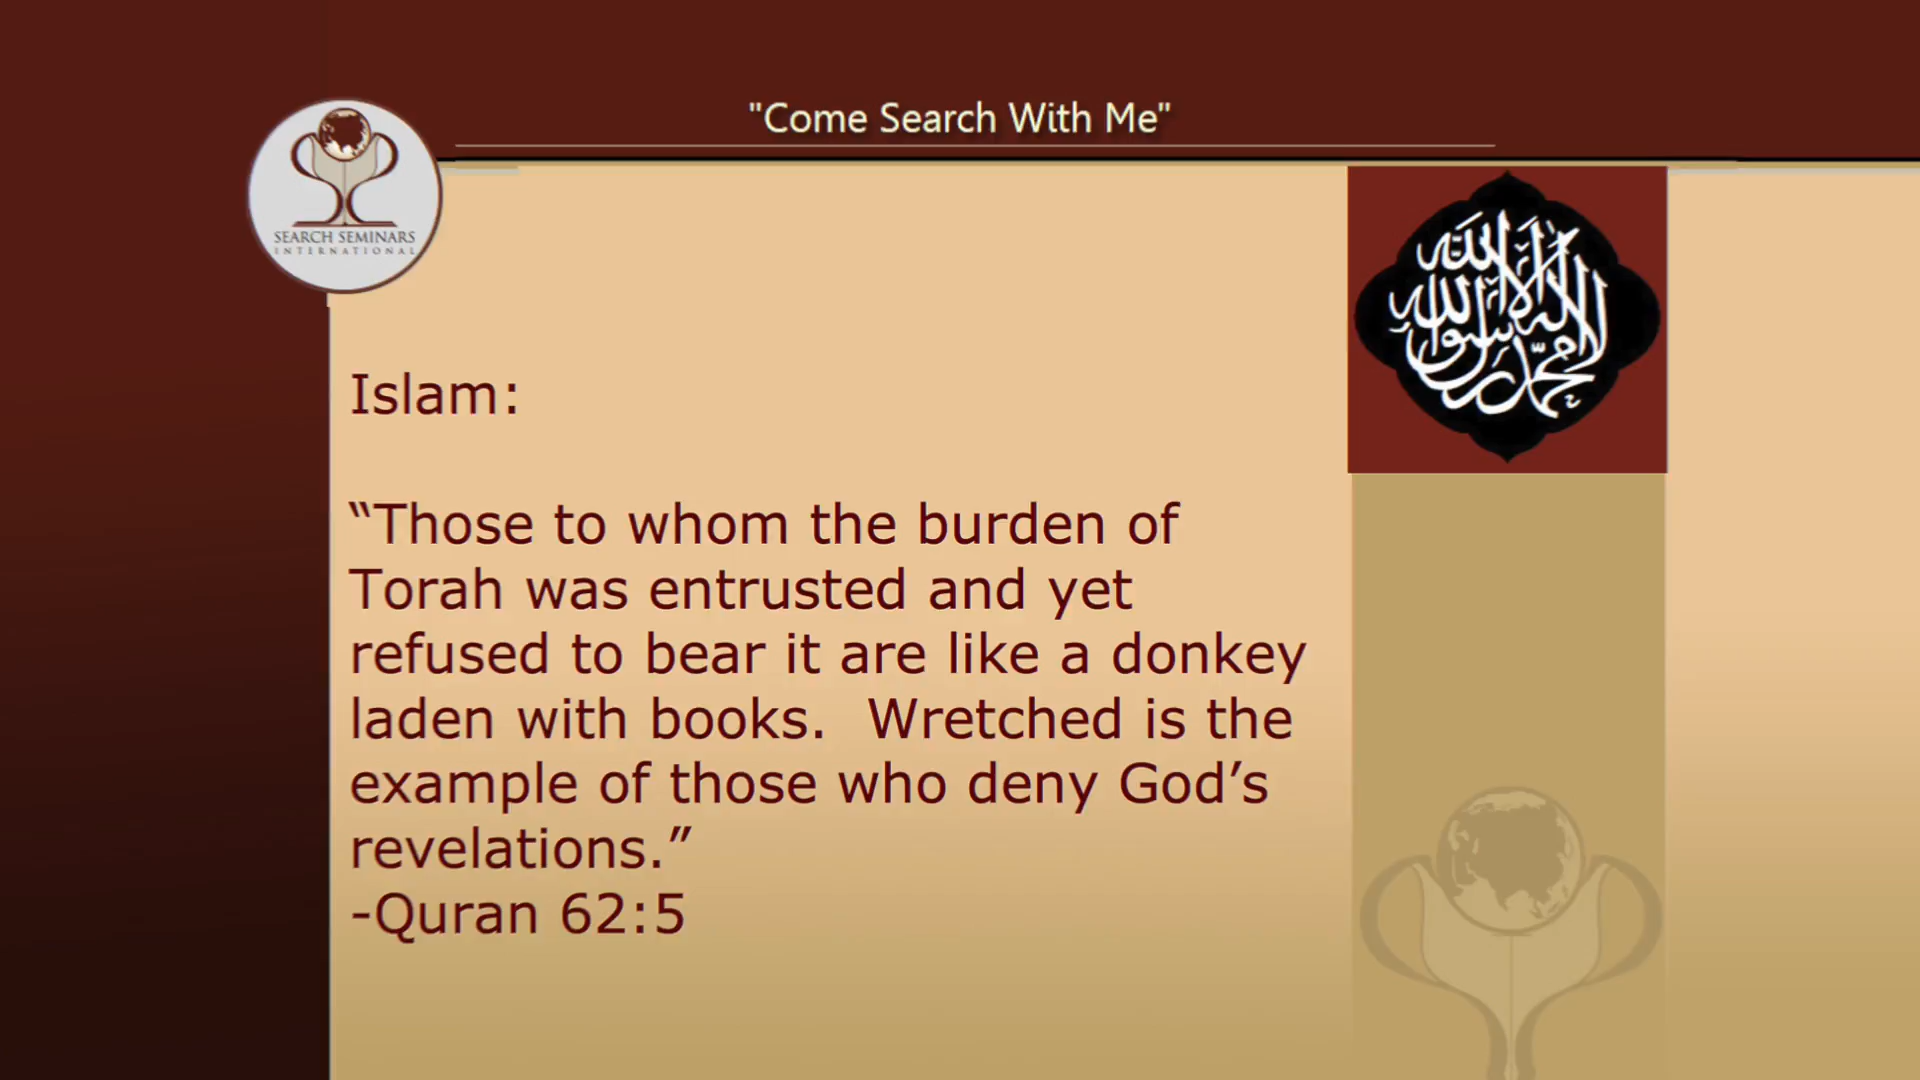 "Come Search With Me"
SEARCH SEMINARS
INTERNATIONAL
لا إله إلا الله
محمد رسول الله
Islam:
“Those to whom the burden of
Torah was entrusted and yet
refused to bear it are like a donkey
laden with books.  Wretched is the
example of those who deny God’s
revelations.”
-Quran 62:5